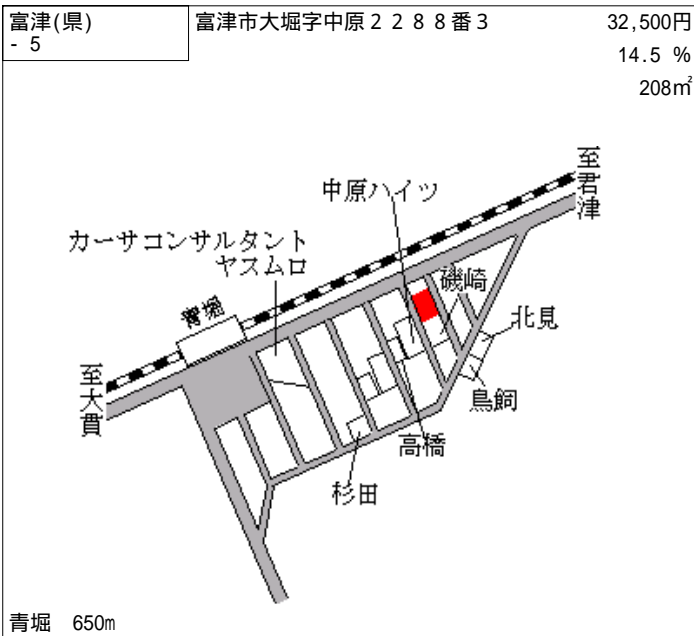 富津(県)
- 5
富津市大堀字中原２２８８番3
32,500円
14.5 %
208㎡
至君津
中原ハイツ
カーサコンサルタント
ヤスムロ
磯崎
青堀
北見
至大貫
鳥飼
高橋
杉田
青堀　650m